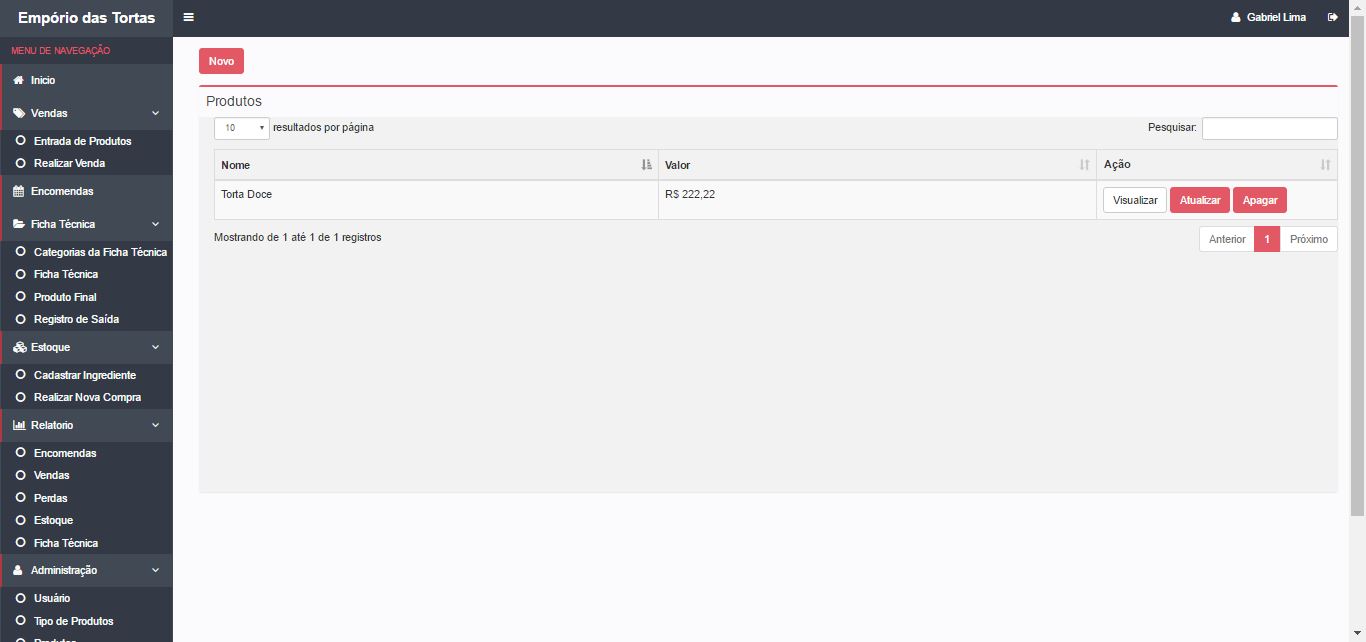 Empório das Tortas
Gabriel Lima
MENU DE NAVEGAÇÃO
Inicio
Vendas
Entrada de Produtos
Realizar Venda
Encomendas
Ficha Técnica
Categorias da Ficha Técnica
Ficha Técnica
Produto Final
Registro de Saída
Estoque
Cadastrar Ingrediente
Realizar Nova Compra
Relatorio
Encomendas
Vendas
Perdas
Estoque
Ficha Técnica
Administração
Usuário
Tipo de Produtos
Produtos
Novo
Produtos
10 resultados por página
Pesquisar:
Nome Valor Ação
Torta Doce R$ 222,22 Visualizar Atualizar Apagar
Mostrando de 1 até 1 de 1 registros
Anterior 1 Próximo